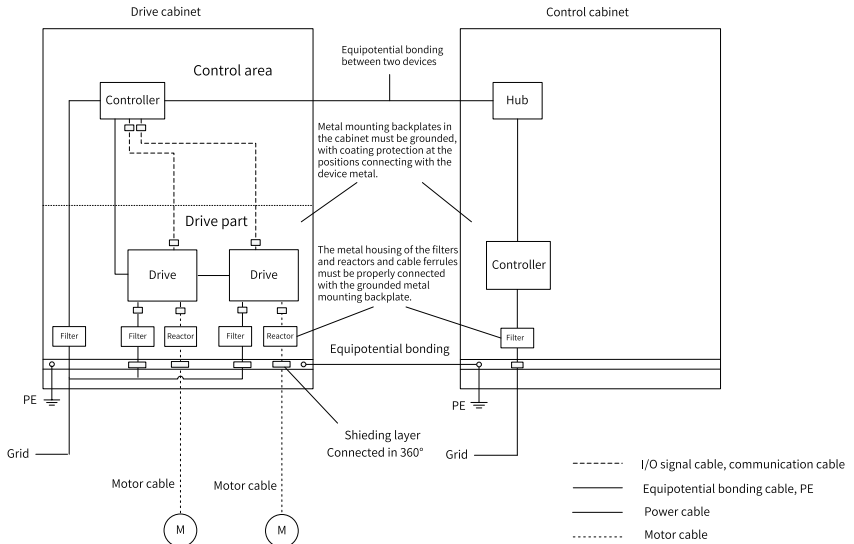 Drive cabinet
Control cabinet
Equipotential bonding
between two devices
Control area
Controller
Hub
Metal mounting backplates in
the cabinet must be grounded,
with coating protection at the
positions connecting with the
device metal.
Drive part
Drive
Drive
The metal housing of the filters
and reactors and cable ferrules
must be properly connected
with the grounded metal
mounting backplate.
Controller
Filter
Filter
Reactor
Filter
Reactor
Filter
Equipotential bonding
PE
PE
Shieding layer
Connected in 360°
Grid
Grid
Motor cable
Motor cable
M
M
I/O signal cable, communication cable
Equipotential bonding cable, PE
Power cable
Motor cable